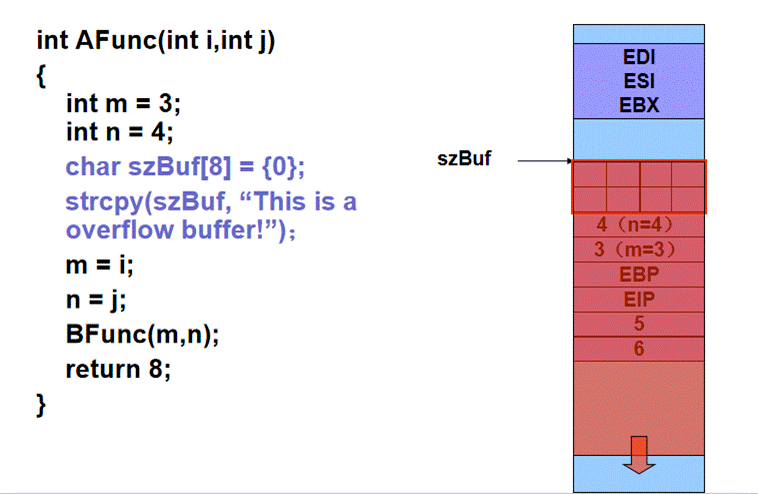 int AFunc(int i,int j)
{
int m = 3;
int n = 4;
char szBuf[8] = {0};
strcpy(szBuf, “This is a
overflow buffer!”);
m = i;
n = j;
BFunc(m,n);
return 8;
}
EDI
ESI
EBX
szBuf
4（n=4）
3（m=3）
EBP
EIP
5
6